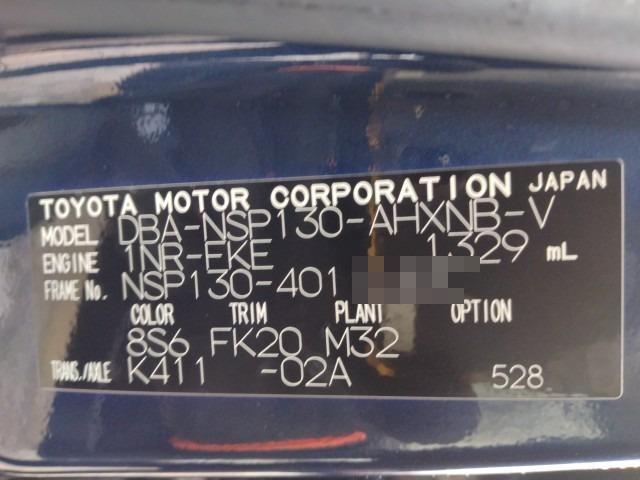 TOYOTA MOTOR CORPORATION JAPAN
MODEL DBA-NSP130-AHXNB-V
ENGINE 1NR-FKE 1,329 mL
FRAME No. NSP130-401
COLOR TRIM PLANT OPTION
8S6 FK20 M32
TRANS./AXLE K411 -02A 528